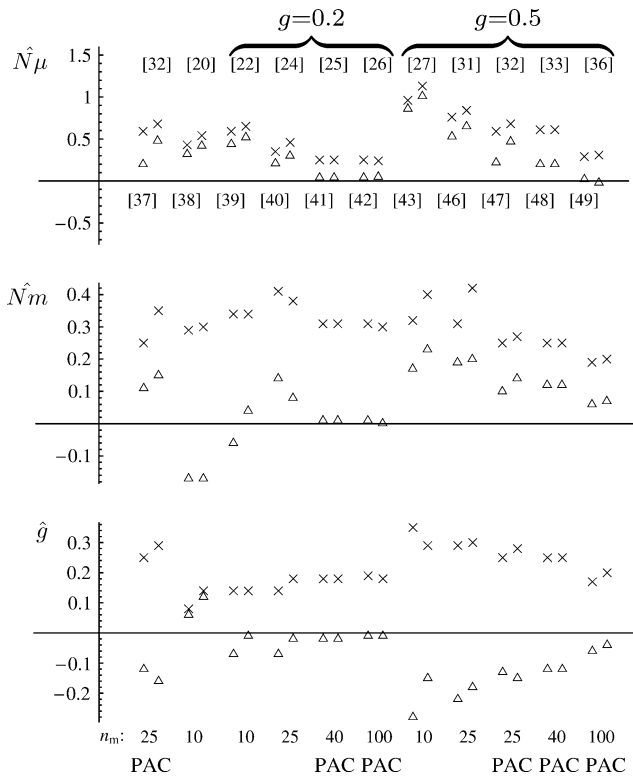 g=0.2 g=0.5
N̂μ [32] [20] [22] [24] [25] [26] [27] [31] [32] [33] [36]
1.5
1
0.5
[37] [38] [39] [40] [41] [42] [43] [46] [47] [48] [49]
−0.5
N̂m 0.4
0.3
0.2
0.1
−0.1
ĝ
0.3
0.2
0.1
−0.1
−0.2
n_m: 25 10 10 25 40 100 10 25 25 40 100
PAC PAC PAC PAC PAC PAC